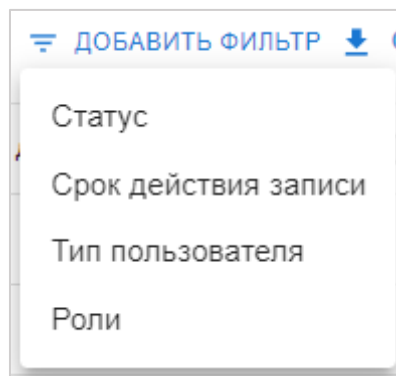 ДОБАВИТЬ ФИЛЬТР
Статус
Срок действия записи
Тип пользователя
Роли